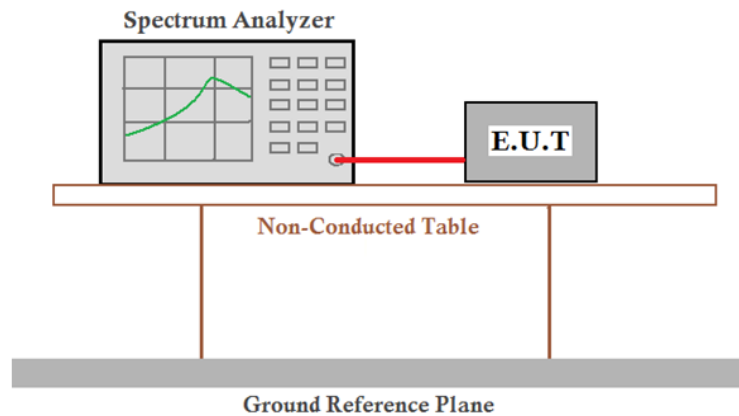 Spectrum Analyzer
E.U.T
Non-Conducted Table
Ground Reference Plane